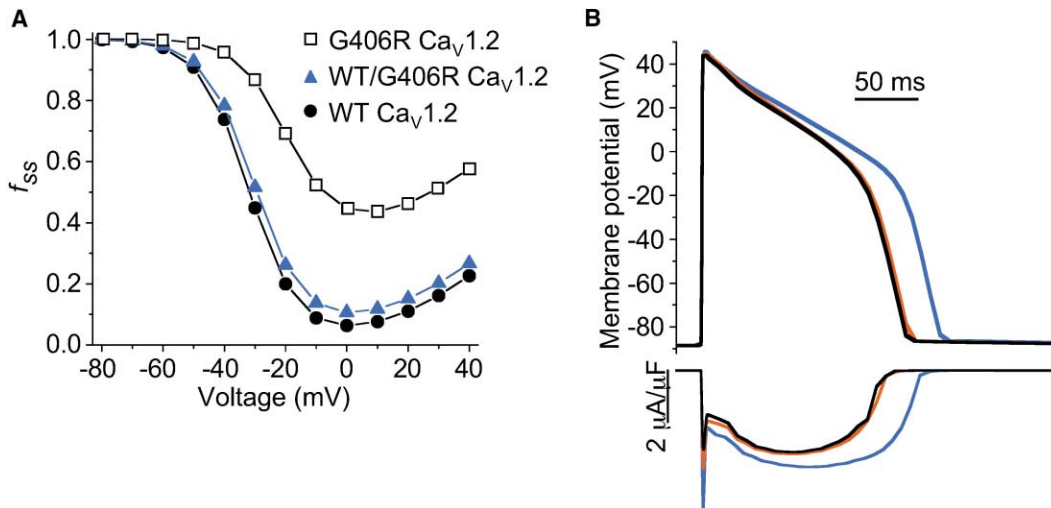 A
1.0
0.8
0.6
0.4
0.2
0.0
fss
-80 -60 -40 -20 0 20 40
Voltage (mV)
G406R CaV1.2
WT/G406R CaV1.2
WT CaV1.2
B
40
20
0
-20
-40
-60
-80
Membrane potential (mV)
50 ms
2 µA/µF